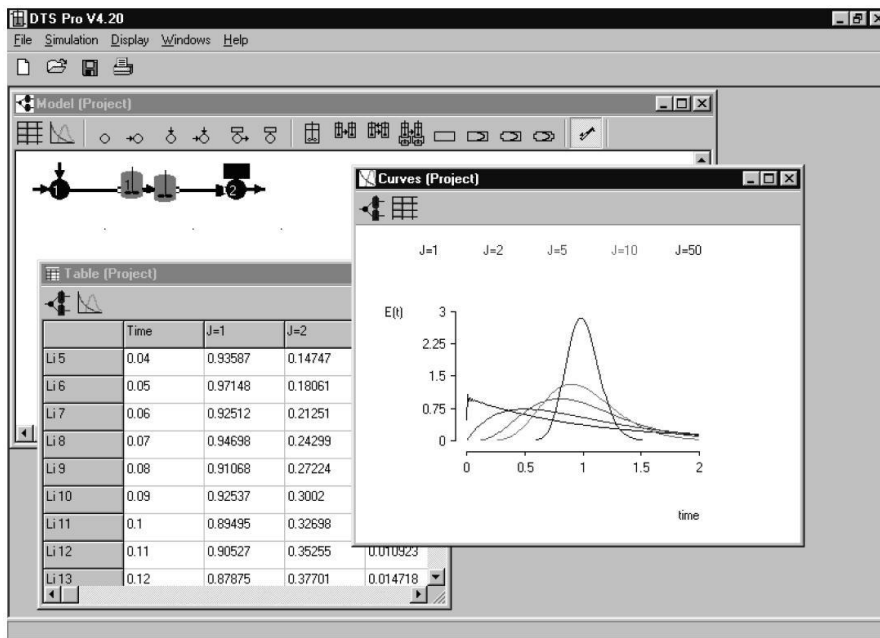 DTS Pro V4.20
File Simulation Display Windows Help
Model (Project)
1 1 2
Curves (Project)
J=1 J=2 J=5 J=10 J=50
E(t)
3
2.25
1.5
0.75
0
0 0.5 1 1.5 2
time
Table (Project)
Time J=1 J=2
Li 5 0.04 0.93587 0.14747
Li 6 0.05 0.97148 0.18061
Li 7 0.06 0.92512 0.21251
Li 8 0.07 0.94698 0.24299
Li 9 0.08 0.91068 0.27224
Li 10 0.09 0.92537 0.3002
Li 11 0.1 0.89495 0.32698
Li 12 0.11 0.90527 0.35255 0.010923
Li 13 0.12 0.87875 0.37701 0.014718